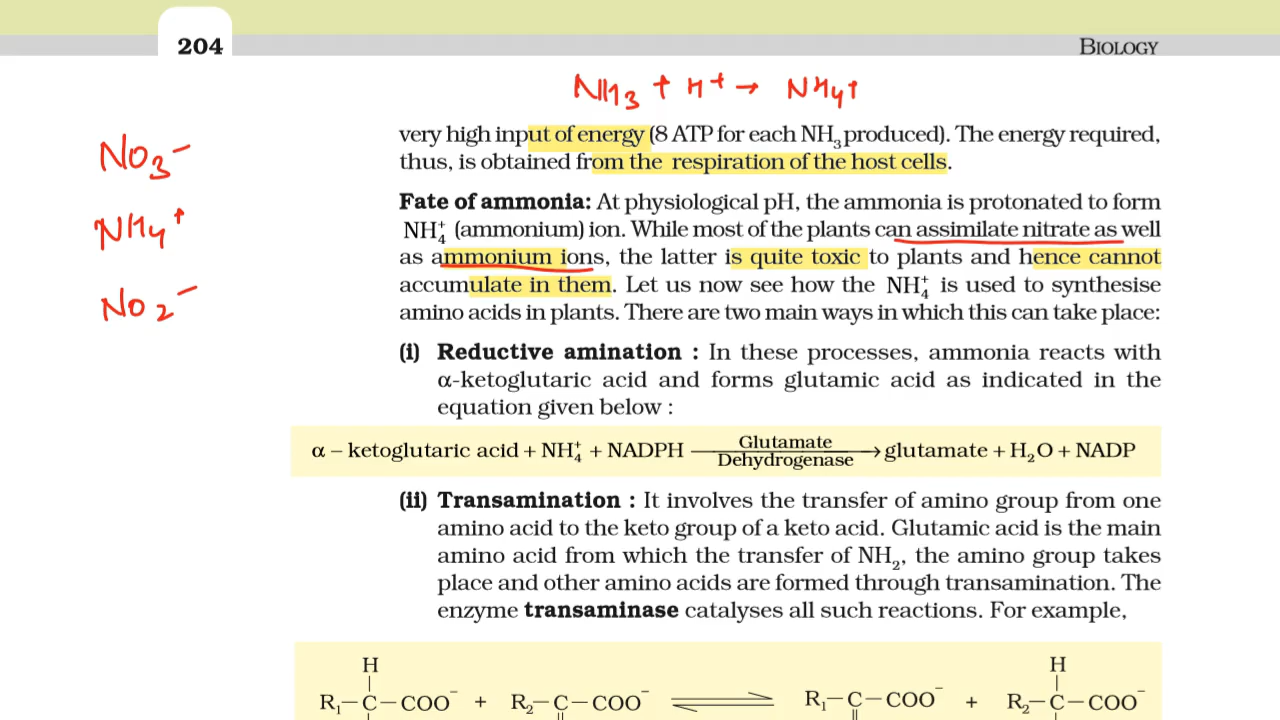 204
BIOLOGY
NH3 + H+ → NH4+
NO3-
NH4+
NO2-
very high input of energy (8 ATP for each NH₃ produced). The energy required,
thus, is obtained from the respiration of the host cells.
Fate of ammonia: At physiological pH, the ammonia is protonated to form
NH₄⁺ (ammonium) ion. While most of the plants can assimilate nitrate as well
as ammonium ions, the latter is quite toxic to plants and hence cannot
accumulate in them. Let us now see how the NH₄⁺ is used to synthesise
amino acids in plants. There are two main ways in which this can take place:
(i) Reductive amination : In these processes, ammonia reacts with
α-ketoglutaric acid and forms glutamic acid as indicated in the
equation given below :
α – ketoglutaric acid + NH₄⁺ + NADPH Glutamate Dehydrogenase → glutamate + H₂O + NADP
(ii) Transamination : It involves the transfer of amino group from one
amino acid to the keto group of a keto acid. Glutamic acid is the main
amino acid from which the transfer of NH₂, the amino group takes
place and other amino acids are formed through transamination. The
enzyme transaminase catalyses all such reactions. For example,
H H
R₁–C–COO⁻ + R₂–C–COO⁻ ⇌ R₁–C–COO⁻ + R₂–C–COO⁻